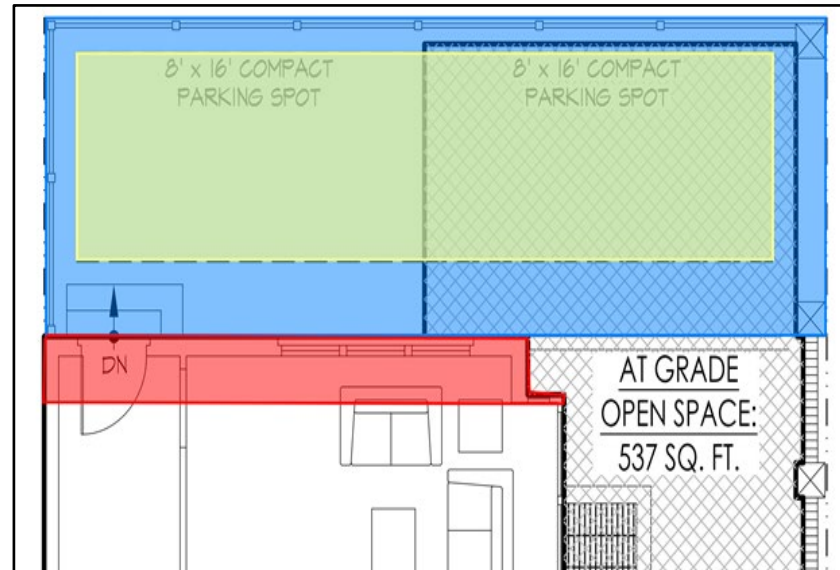 8' x 16' COMPACT
PARKING SPOT
8' x 16' COMPACT
PARKING SPOT
DN
AT GRADE
OPEN SPACE:
537 SQ. FT.